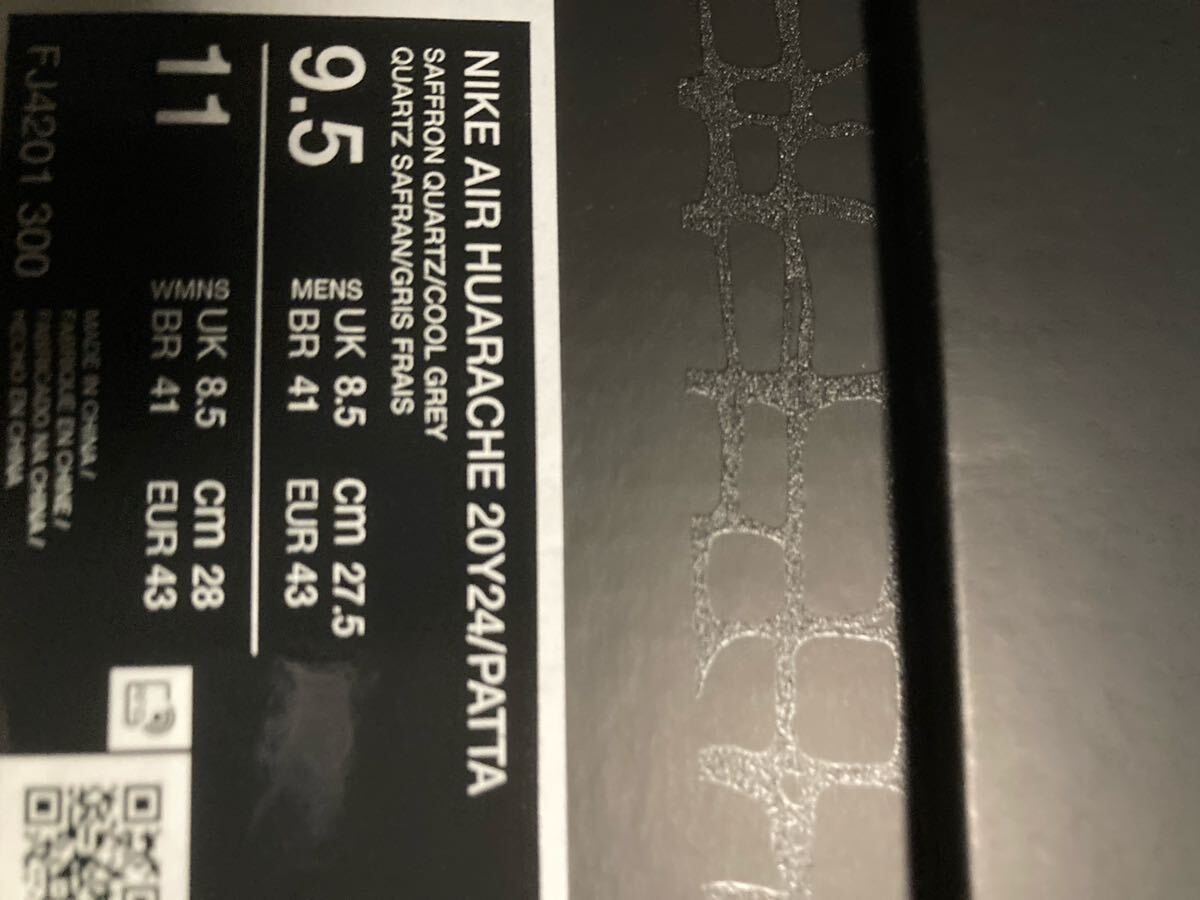 NIKE AIR HUARACHE 20Y24/PATTA
SAFFRON QUARTZ/COOL GREY
QUARTZ SAFRAN/GRIS FRAIS
9.5 MENS UK 8.5 cm 27.5
BR 41 EUR 43
11 WMNS UK 8.5 cm 28
BR 41 EUR 43
MADE IN CHINA /
FABRIQUÉ EN CHINE /
FABRICADO NA CHINA /
HECHO EN CHINA
FJ4201 300